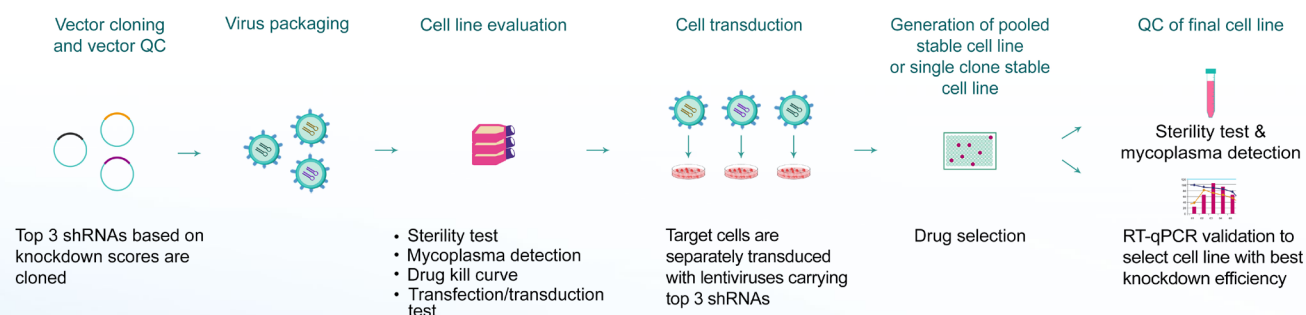 Vector cloning
and vector QC
Virus packaging
Cell line evaluation
Cell transduction
Generation of pooled
stable cell line
or single clone stable
cell line
QC of final cell line
Sterility test &
mycoplasma detection
Top 3 shRNAs based on
knockdown scores are
cloned
• Sterility test
• Mycoplasma detection
• Drug kill curve
• Transfection/transduction
test
Target cells are
separately transduced
with lentiviruses carrying
top 3 shRNAs
Drug selection
RT-qPCR validation to
select cell line with best
knockdown efficiency